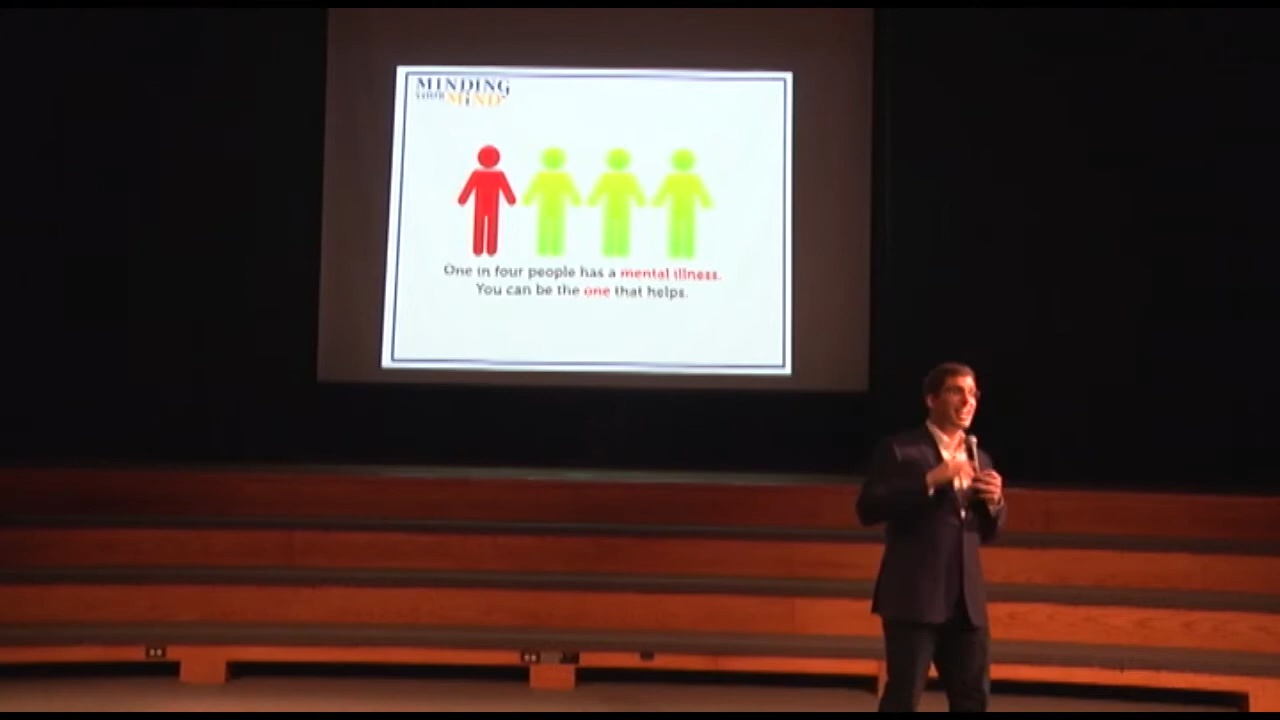 MINDING
YOUR MIND
One in four people has a mental illness.
You can be the one that helps.